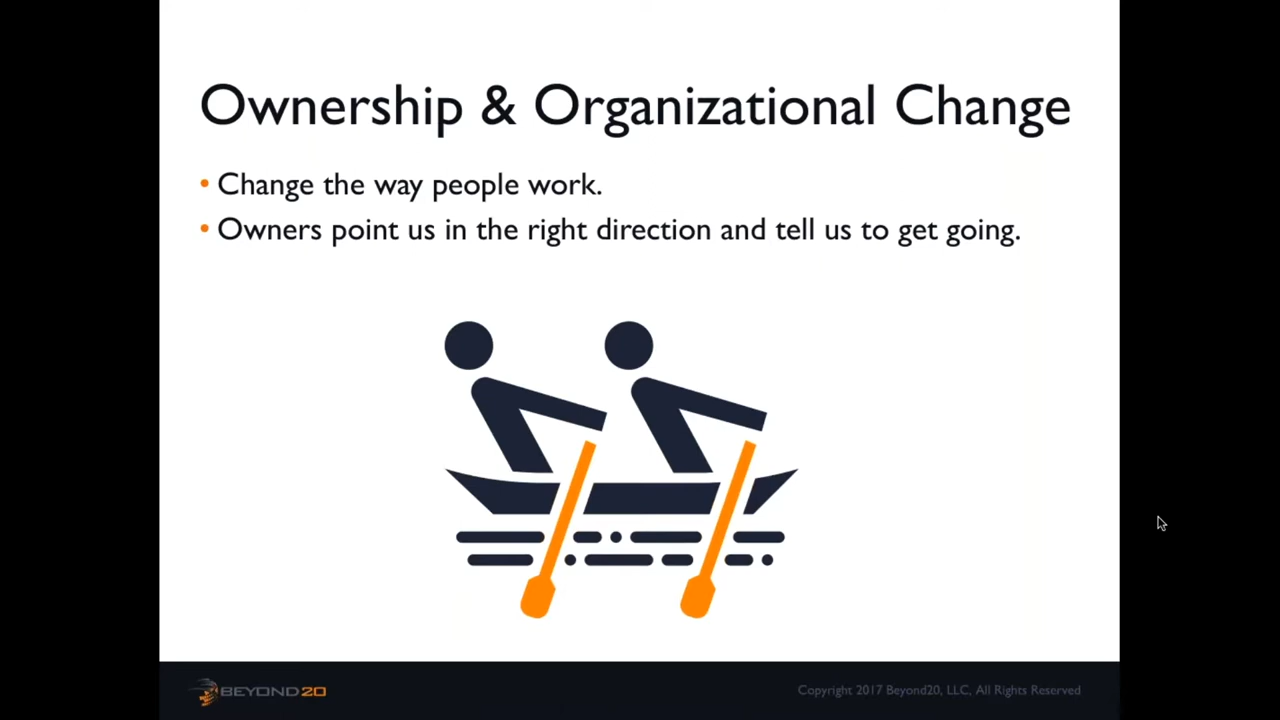 Ownership & Organizational Change
• Change the way people work.
• Owners point us in the right direction and tell us to get going.
BEYOND20
Copyright 2017 Beyond20, LLC, All Rights Reserved